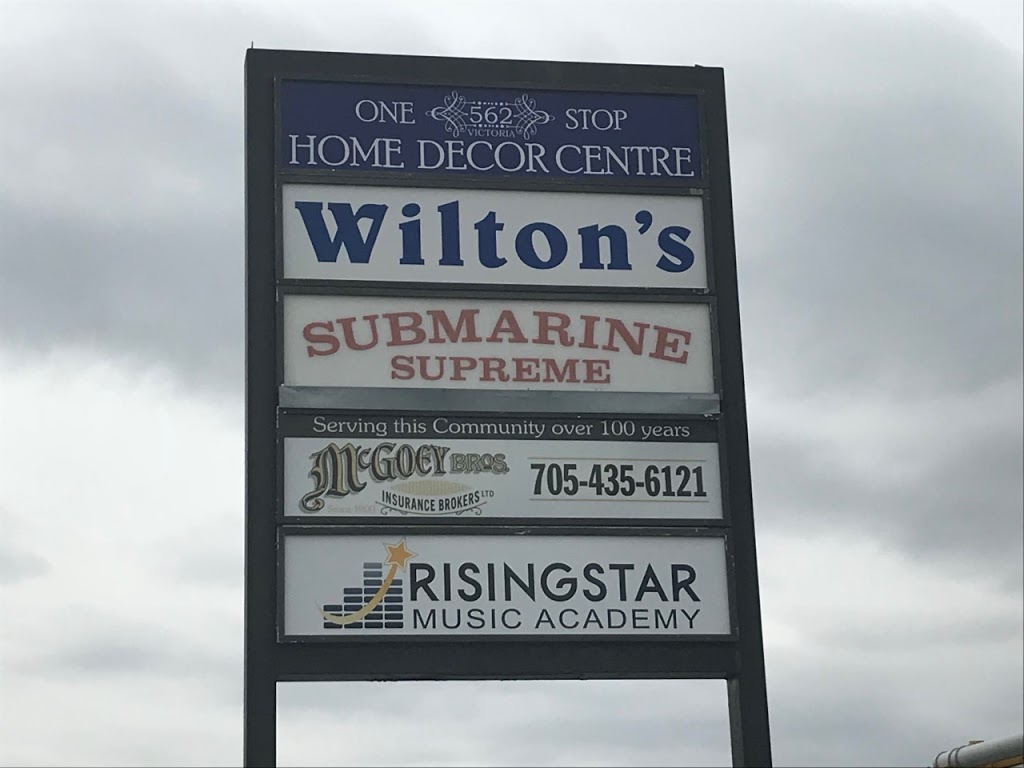 ONE 562 STOP
VICTORIA
HOME DECOR CENTRE
Wilton's
SUBMARINE
SUPREME
Serving this Community over 100 years
McGOEY BROS.
INSURANCE BROKERS LTD
705-435-6121
RISINGSTAR
MUSIC ACADEMY